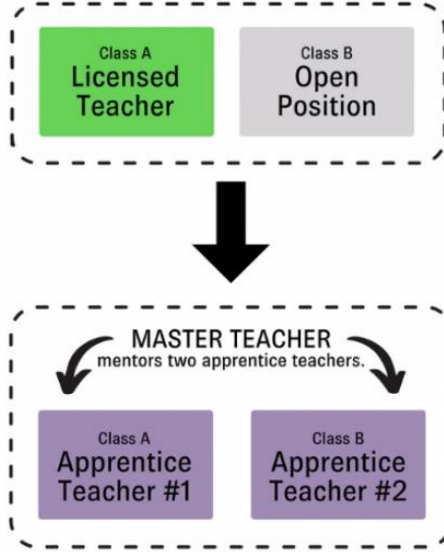 Class A
Licensed
Teacher
Class B
Open
Position
MASTER TEACHER
mentors two apprentice teachers.
Class A
Apprentice
Teacher #1
Class B
Apprentice
Teacher #2